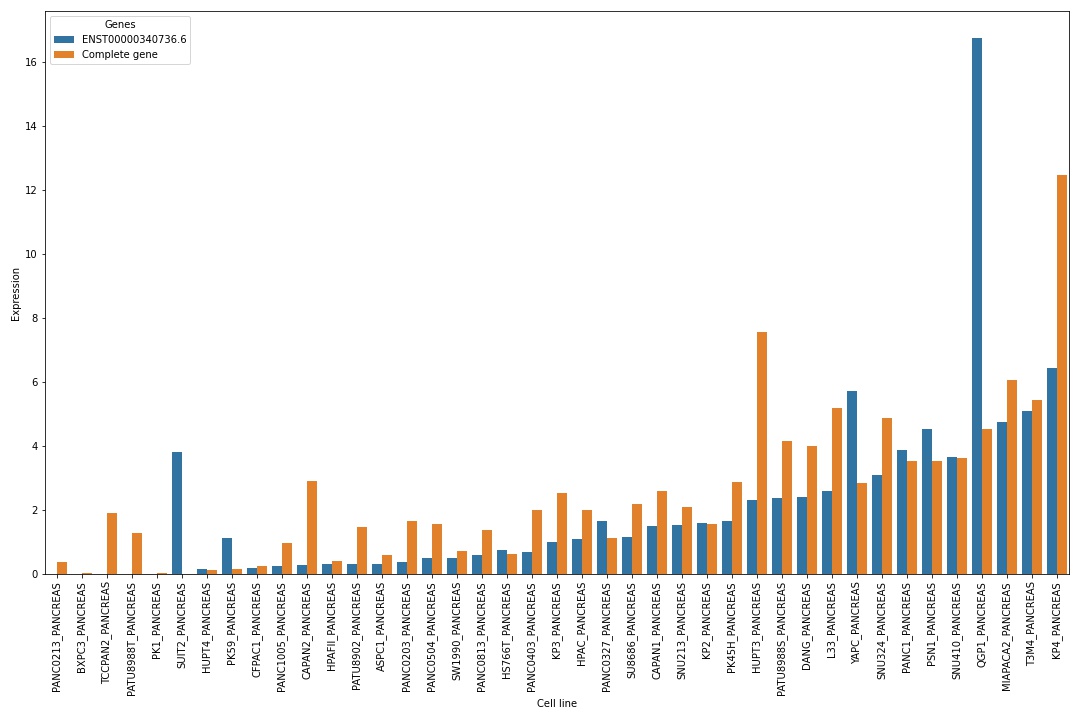 Genes
ENST00000340736.6
Complete gene
Expression
16
14
12
10
8
6
4
2
0
PANC0213_PANCREAS
BXPC3_PANCREAS
TCCPAN2_PANCREAS
PATU8988T_PANCREAS
PK1_PANCREAS
SUIT2_PANCREAS
HUPT4_PANCREAS
PK59_PANCREAS
CFPAC1_PANCREAS
PANC1005_PANCREAS
CAPAN2_PANCREAS
HPAFII_PANCREAS
PATU8902_PANCREAS
ASPC1_PANCREAS
PANC0203_PANCREAS
PANC0504_PANCREAS
SW1990_PANCREAS
PANC0813_PANCREAS
HS766T_PANCREAS
PANC0403_PANCREAS
KP3_PANCREAS
HPAC_PANCREAS
PANC0327_PANCREAS
SU8686_PANCREAS
CAPAN1_PANCREAS
SNU213_PANCREAS
KP2_PANCREAS
PK45H_PANCREAS
HUPT3_PANCREAS
PATU8988S_PANCREAS
DANG_PANCREAS
L33_PANCREAS
YAPC_PANCREAS
SNU324_PANCREAS
PANC1_PANCREAS
PSN1_PANCREAS
SNU410_PANCREAS
QGP1_PANCREAS
MIAPACA2_PANCREAS
T3M4_PANCREAS
KP4_PANCREAS
Cell line